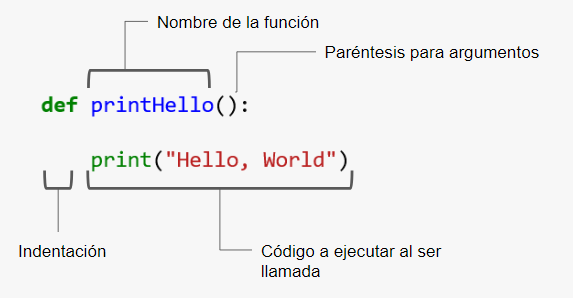 Nombre de la función
Paréntesis para argumentos
def printHello():
print("Hello, World")
Indentación
Código a ejecutar al ser
llamada